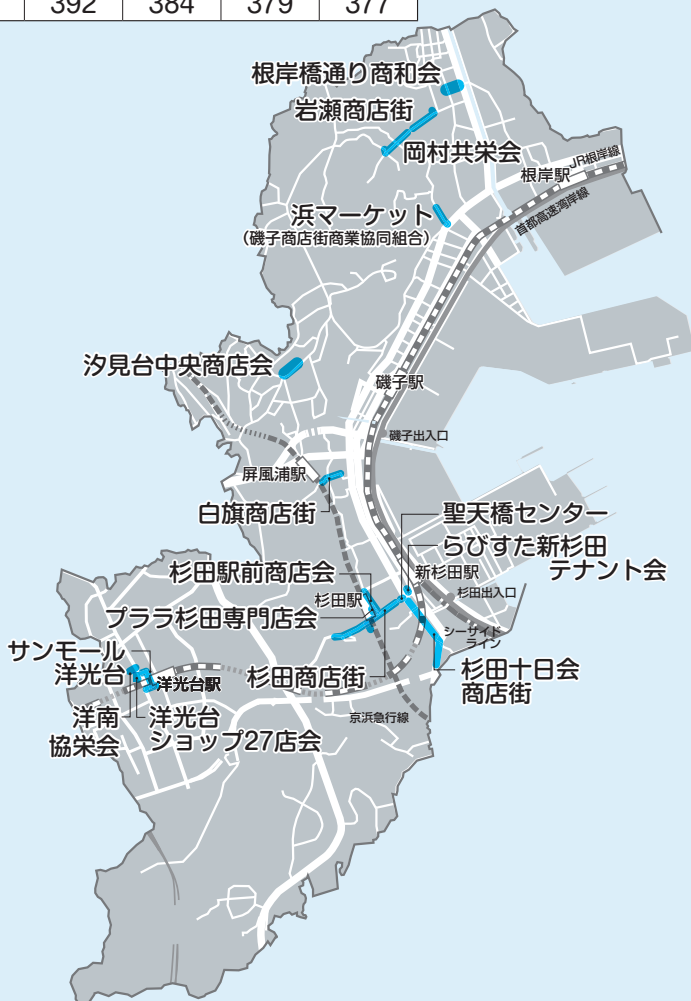 392 384 379 377
根岸橋通り商和会
岩瀬商店街
岡村共栄会
JR根岸線
根岸駅
首都高速湾岸線
浜マーケット
(磯子商店街商業協同組合)
汐見台中央商店会
磯子駅
磯子出入口
屏風浦駅
白旗商店街
聖天橋センター
らびすた新杉田
テナント会
杉田駅前商店会
新杉田駅
杉田駅
杉田出入口
プララ杉田専門店会
シーサイド
ライン
サンモール
洋光台
洋光台駅
杉田商店街
杉田十日会
商店街
洋南
協栄会
洋光台
ショップ27店会
京浜急行線